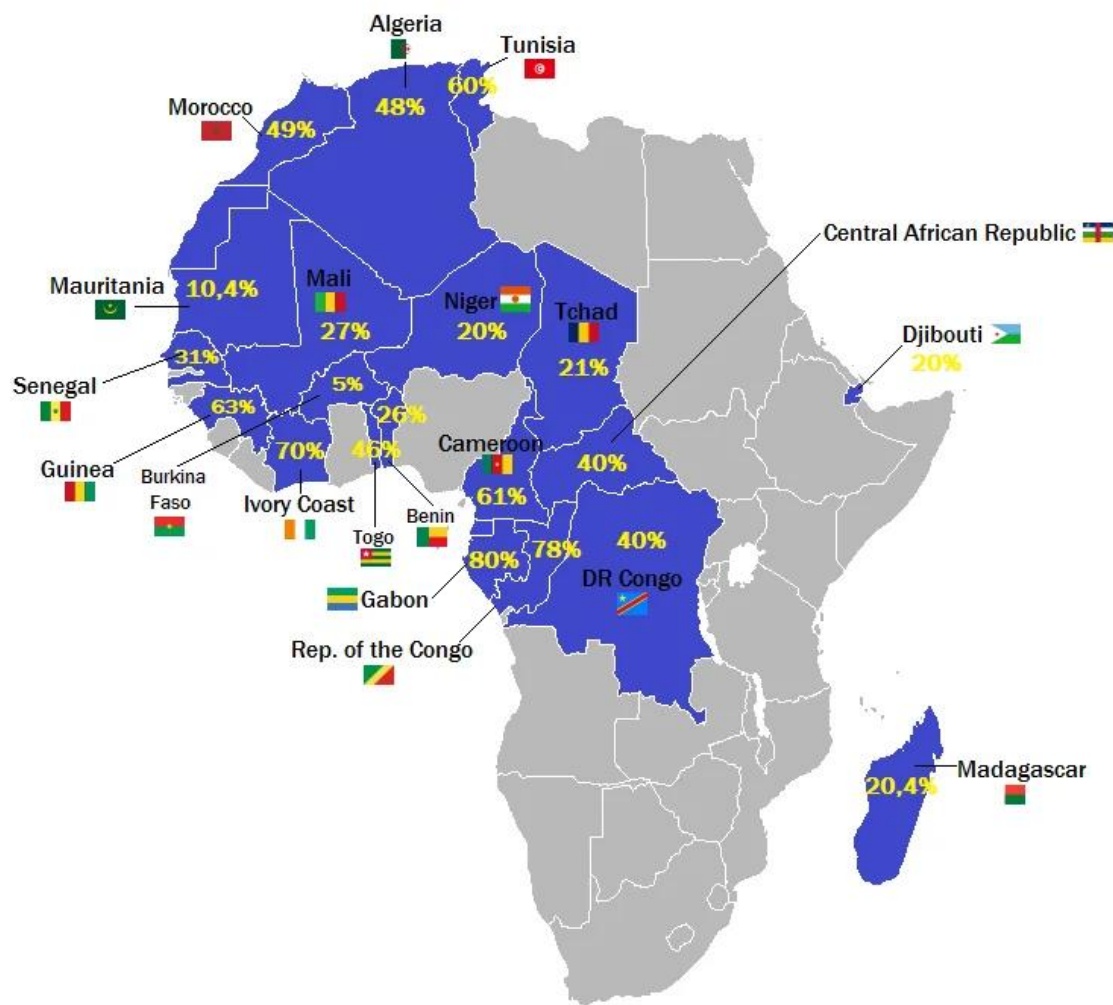 Algeria
Tunisia
60%
48%
Morocco
49%
Central African Republic
Mauritania
10,4%
Mali
27%
Niger
20%
Tchad
21%
Djibouti
20%
Senegal
31%
5%
63%
26%
Guinea
70%
46%
Cameroon
61%
40%
Burkina
Faso
Ivory Coast
Togo
Benin
80%
78%
40%
DR Congo
Gabon
Rep. of the Congo
Madagascar
20,4%